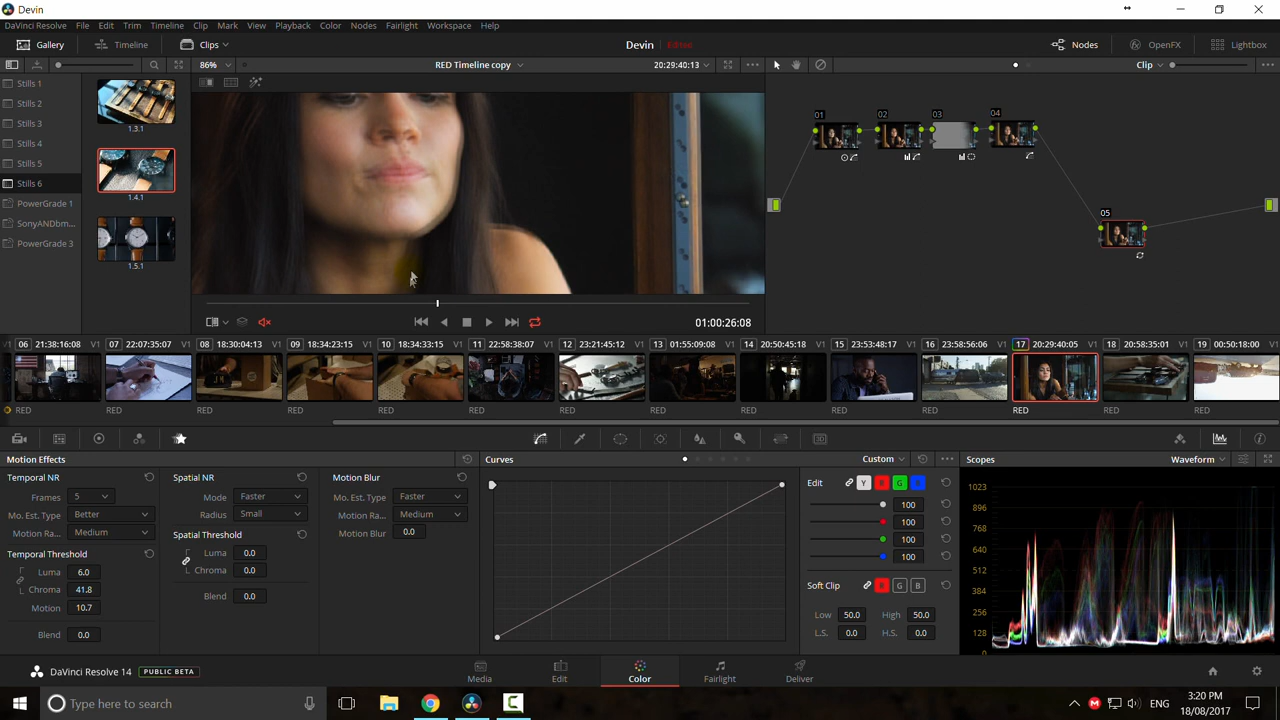 Devin
DaVinci Resolve File Edit Trim Timeline Clip Mark View Playback Color Nodes Fairlight Workspace Help
Gallery Timeline Clips Devin Edited Nodes OpenFX Lightbox
86% RED Timeline copy 20:29:40:13 Clip
Stills 1
Stills 2
Stills 3
Stills 4
Stills 5
Stills 6
PowerGrade 1
SonyANDbm...
PowerGrade 3
1.3.1
1.4.1
1.5.1
01 02 03 04
05
01:00:26:08
V1 06 21:38:16:08 V1 07 22:07:35:07 V1 08 18:30:04:13 V1 09 18:34:23:15 V1 10 18:34:33:15 V1 11 22:58:38:07 V1 12 23:21:45:12 V1 13 01:55:09:08 V1 14 20:50:45:18 V1 15 23:53:48:17 V1 16 23:58:56:06 V1 17 20:29:40:05 V1 18 20:58:35:01 V1 19 00:50:18:00 V1
RED RED RED RED RED RED RED RED RED RED RED RED RED RED
Motion Effects
Temporal NR
Frames 5
Mo. Est. Type Better
Motion Ra... Medium
Temporal Threshold
Luma 6.0
Chroma 41.8
Motion 10.7
Blend 0.0
Spatial NR
Mode Faster
Radius Small
Spatial Threshold
Luma 0.0
Chroma 0.0
Blend 0.0
Motion Blur
Mo. Est. Type Faster
Motion Ra... Medium
Motion Blur 0.0
Curves Custom
Edit Y R G B
100
100
100
100
Soft Clip R G B
Low 50.0 High 50.0
L.S. 0.0 H.S. 0.0
Scopes Waveform
1023
896
768
640
512
384
256
128
0
DaVinci Resolve 14 PUBLIC BETA
Media Edit Color Fairlight Deliver
Type here to search
ENG
3:20 PM
18/08/2017